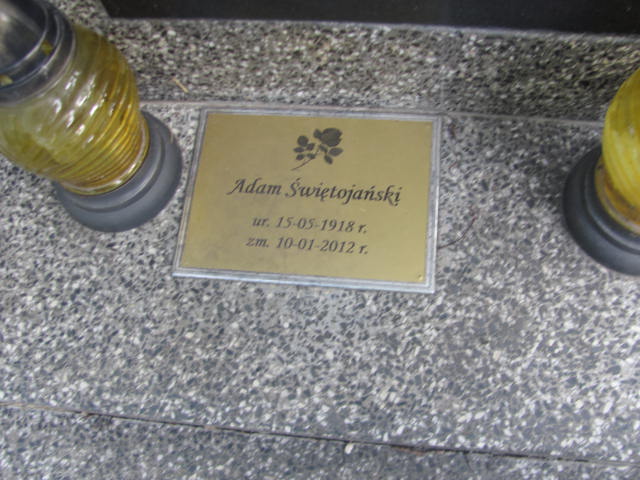 Adam Świętojański
ur. 15-05-1918 r.
zm. 10-01-2012 r.